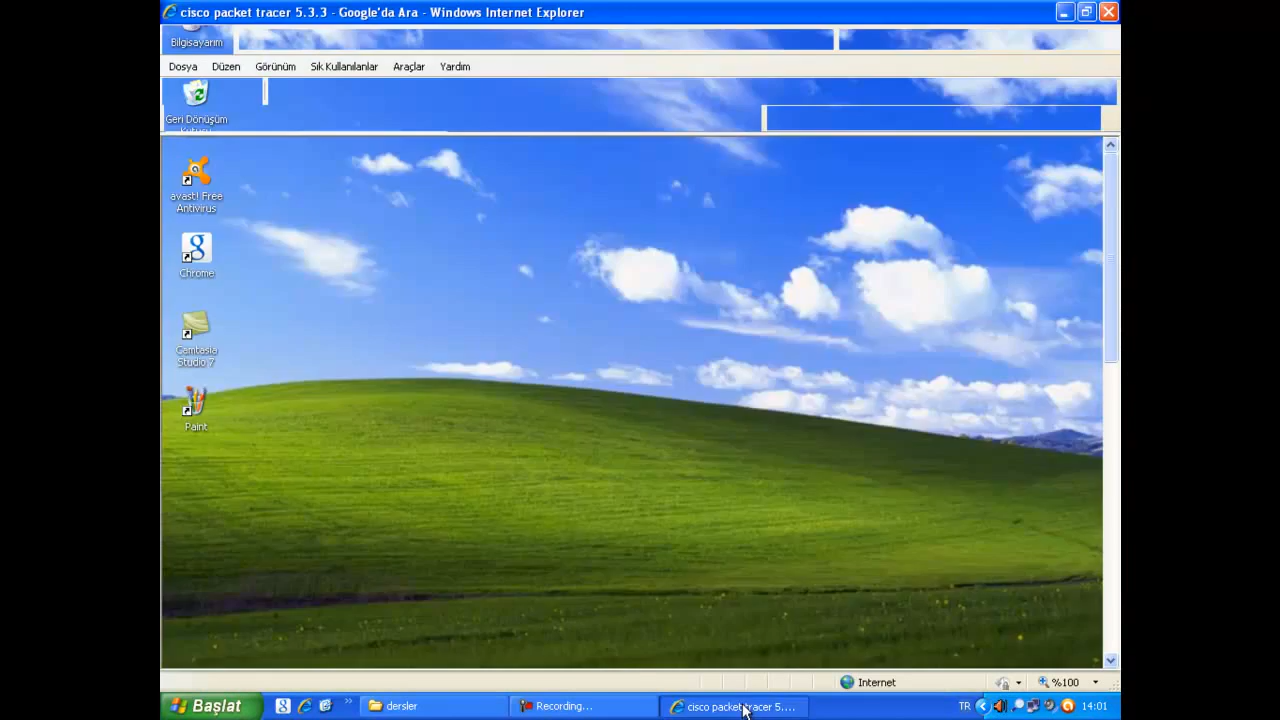 cisco packet tracer 5.3.3 - Google'da Ara - Windows Internet Explorer
Bilgisayarım
Dosya Düzen Görünüm Sık Kullanılanlar Araçlar Yardım
Geri Dönüşüm
Kutusu
avast! Free
Antivirus
Chrome
Camtasia
Studio 7
Paint
Internet %100
Başlat dersler Recording... cisco packet tracer 5.... TR 14:01